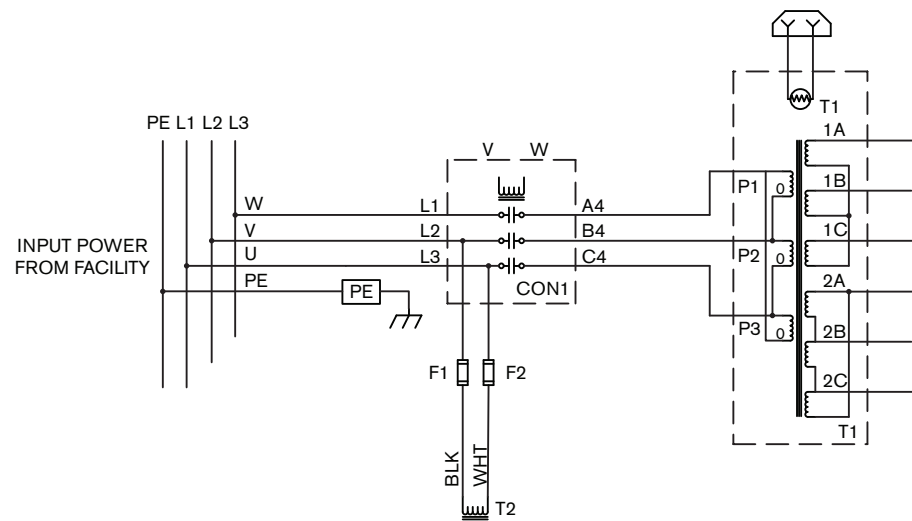 T1
PE L1 L2 L3
1A
V W
P1
0
1B
W
L1
A4
INPUT POWER
FROM FACILITY
V
L2
B4
1C
U
L3
C4
P2
0
PE
PE
CON1
2A
P3
0
2B
F1
F2
2C
T1
BLK
WHT
T2